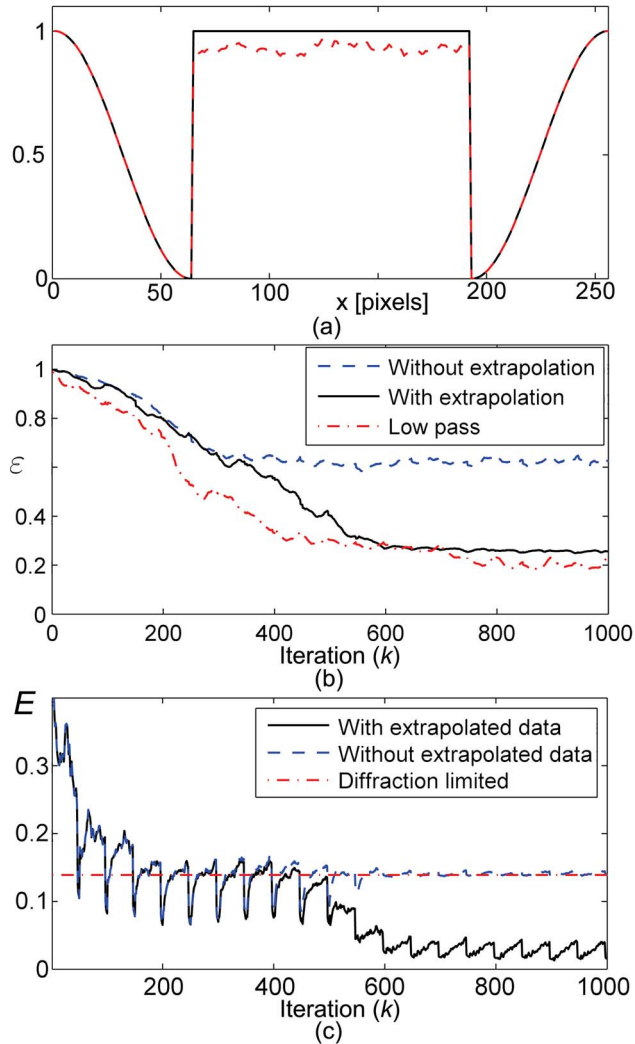 1
0.5
0
0 50 100 150 200 250
x [pixels]
(a)
1
0.8
0.6
0.4
0.2
0
ε
Without extrapolation
With extrapolation
Low pass
0 200 400 600 800 1000
Iteration (k)
(b)
E
0.3
0.2
0.1
0
With extrapolated data
Without extrapolated data
Diffraction limited
200 400 600 800 1000
Iteration (k)
(c)